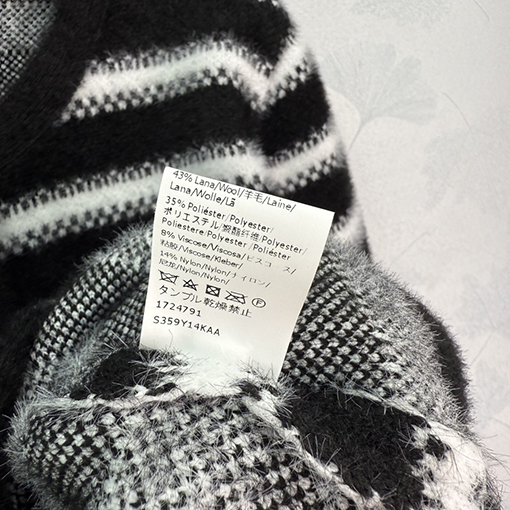 43% Lana/Wool/羊毛/Laine/
Lana/Wolle/Lã
35% Poliéster/Polyester/
ポリエステル/聚酯纤维/Polyester/
Poliestere/Polyester/Poliéster
8% Viscose/Viscosa/ビスコース/
粘胶/Viscose/Kleber/
14% Nylon/Nylon/ナイロン/
尼龙/Nylon/Nylon/
P
タンブル乾燥禁止
1724791
S359Y14KAA